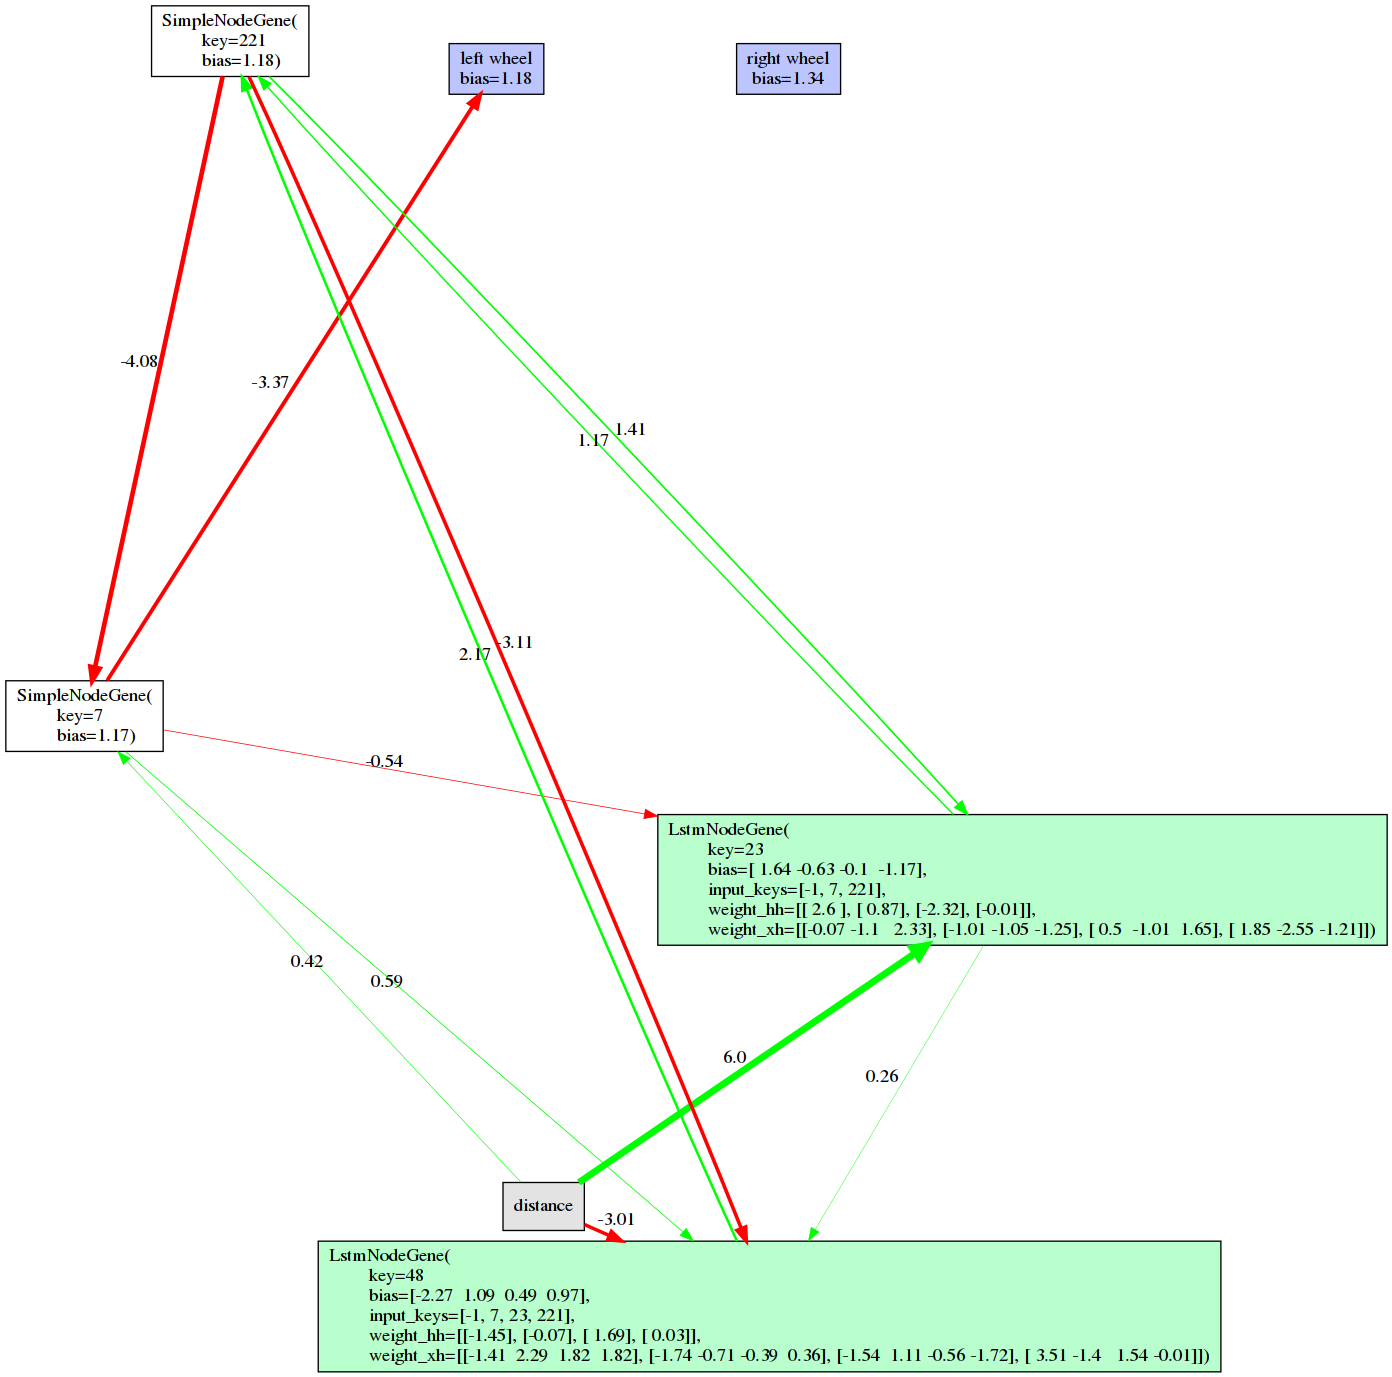 SimpleNodeGene(
key=221
bias=1.18)
left wheel
bias=1.18
right wheel
bias=1.34
-4.08
-3.37
1.17
1.41
2.17
-3.11
SimpleNodeGene(
key=7
bias=1.17)
-0.54
LstmNodeGene(
key=23
bias=[ 1.64 -0.63 -0.1  -1.17],
input_keys=[-1, 7, 221],
weight_hh=[[ 2.6 ], [ 0.87], [-2.32], [-0.01]],
weight_xh=[[-0.07 -1.1   2.33], [-1.01 -1.05 -1.25], [ 0.5  -1.01  1.65], [ 1.85 -2.55 -1.21]])
0.42
0.59
6.0
0.26
distance
-3.01
LstmNodeGene(
key=48
bias=[-2.27  1.09  0.49  0.97],
input_keys=[-1, 7, 23, 221],
weight_hh=[[-1.45], [-0.07], [ 1.69], [ 0.03]],
weight_xh=[[-1.41  2.29  1.82  1.82], [-1.74 -0.71 -0.39  0.36], [-1.54  1.11 -0.56 -1.72], [ 3.51 -1.4   1.54 -0.01]])